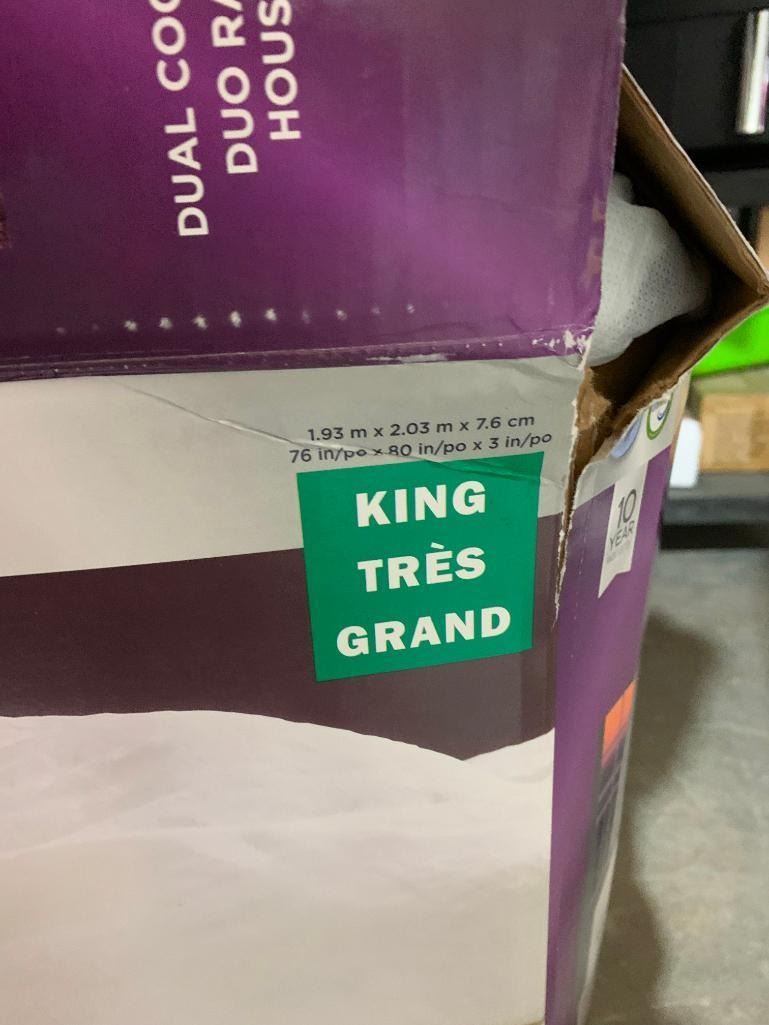 DUAL COO
DUO RA
HOUS
1.93 m x 2.03 m x 7.6 cm
76 in/po x 80 in/po x 3 in/po
KING
TRÈS
GRAND
10
YEAR